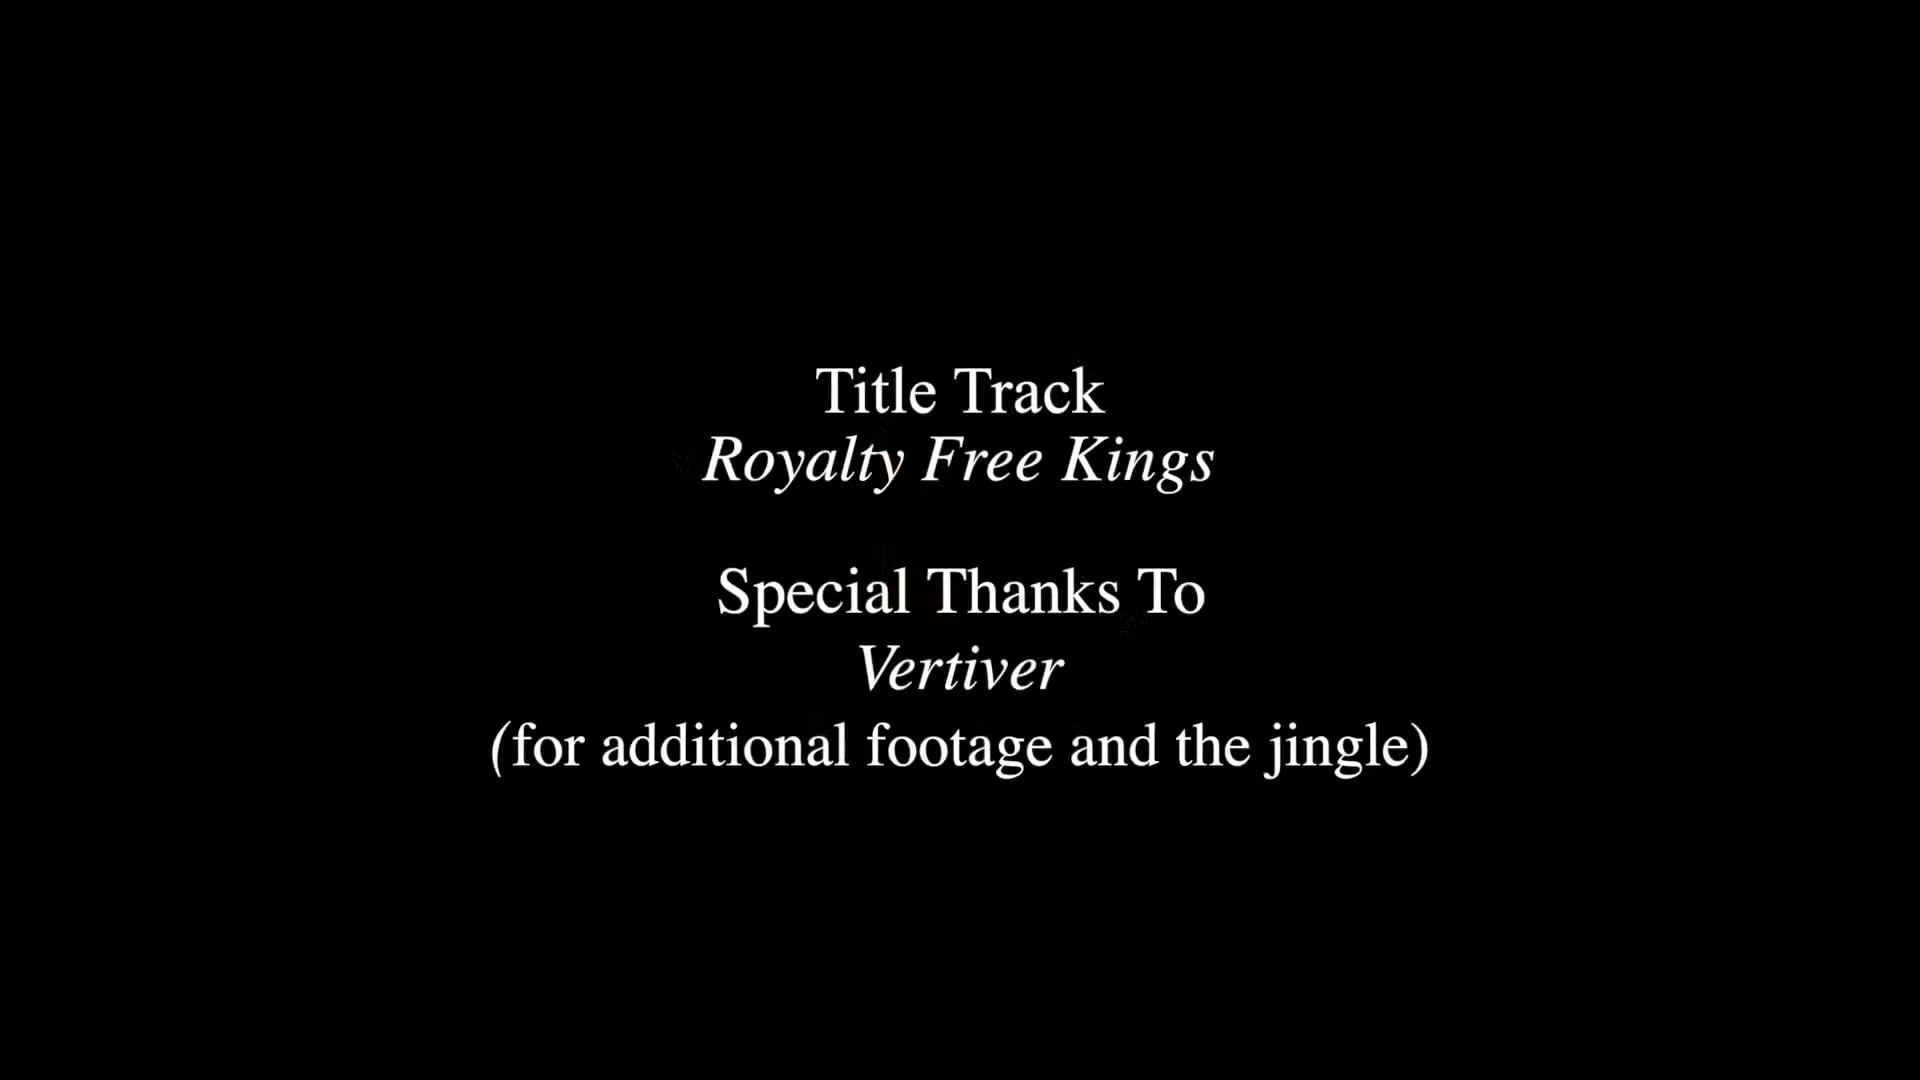 Title Track
Royalty Free Kings
Special Thanks To
Vertiver
(for additional footage and the jingle)